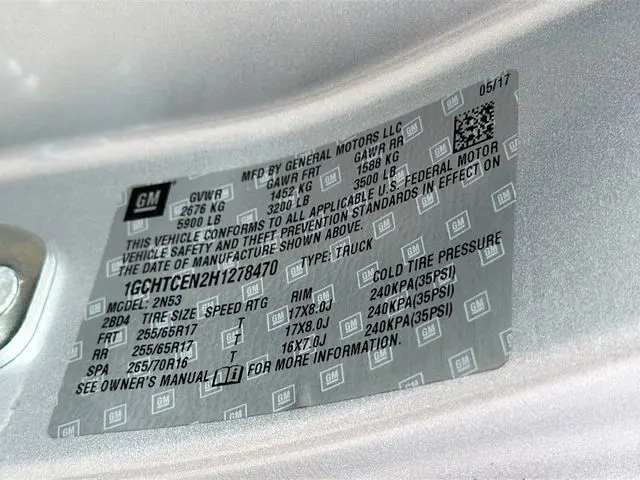 05/17
MFD BY GENERAL MOTORS LLC
GM GVWR GAWR FRT GAWR RR
2676 KG 1452 KG 1588 KG
5900 LB 3200 LB 3500 LB
THIS VEHICLE CONFORMS TO ALL APPLICABLE U.S. FEDERAL MOTOR
VEHICLE SAFETY AND THEFT PREVENTION STANDARDS IN EFFECT ON
THE DATE OF MANUFACTURE SHOWN ABOVE.
1GCHTCEN2H1278470 TYPE: TRUCK
MODEL: 2N53
2BD4 TIRE SIZE SPEED RTG RIM COLD TIRE PRESSURE
FRT 255/65R17 T 17X8.0J 240KPA(35PSI)
RR 255/65R17 T 17X8.0J 240KPA(35PSI)
SPA 265/70R16 T 16X7.0J 240KPA(35PSI)
SEE OWNER'S MANUAL FOR MORE INFORMATION.